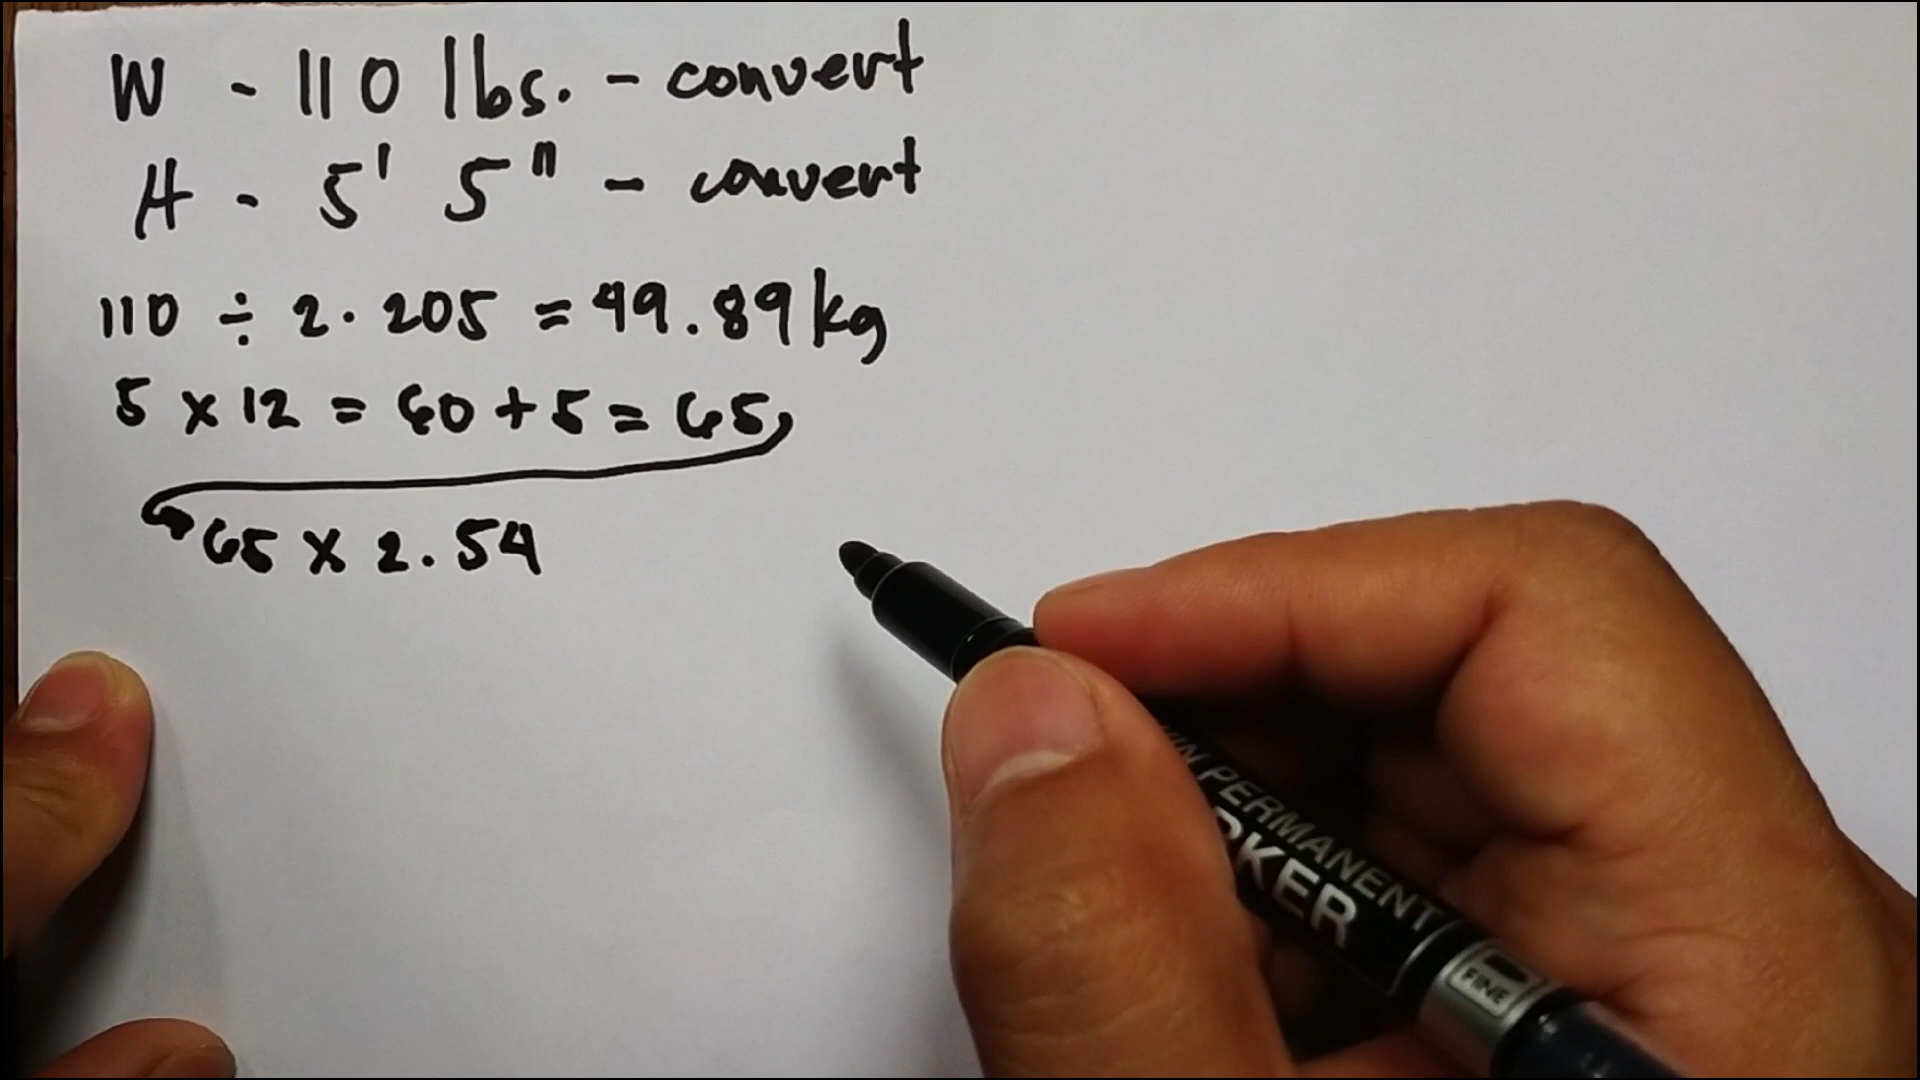 W - 110 lbs. - convert
H - 5' 5" - convert
110 ÷ 2.205 = 49.89 kg
5 x 12 = 60 + 5 = 65
65 x 2.54
PERMANENT
FINE